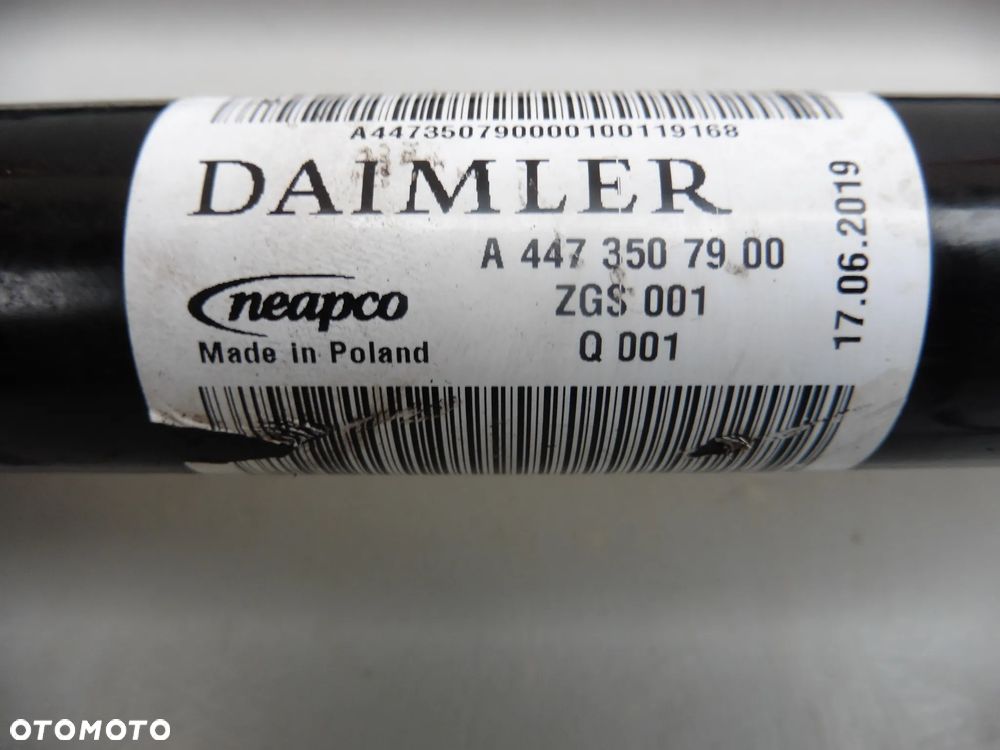 A447350790000100119168
DAIMLER
A 447 350 79 00
neapco
ZGS 001
Made in Poland
Q 001
17.06.2019
OTOMOTO